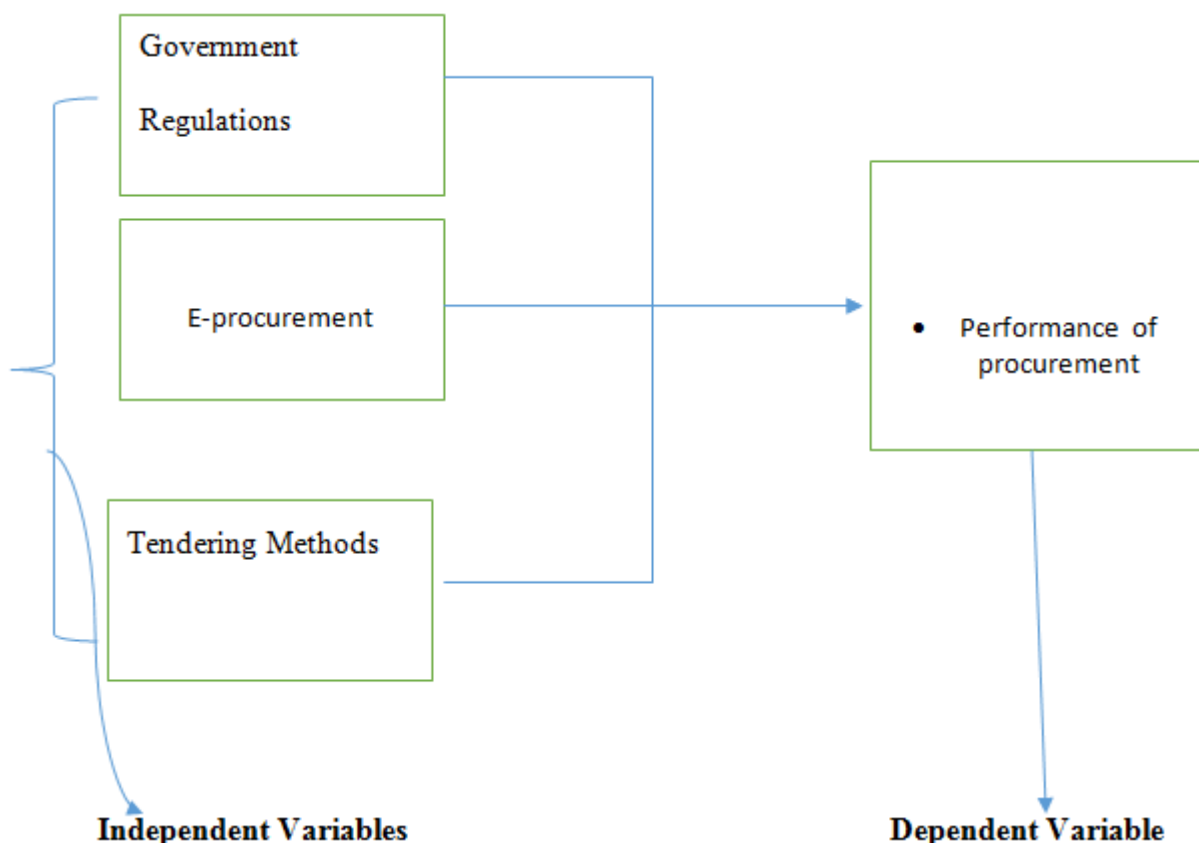 Government
Regulations
E-procurement
• Performance of
procurement
Tendering Methods
Independent Variables
Dependent Variable